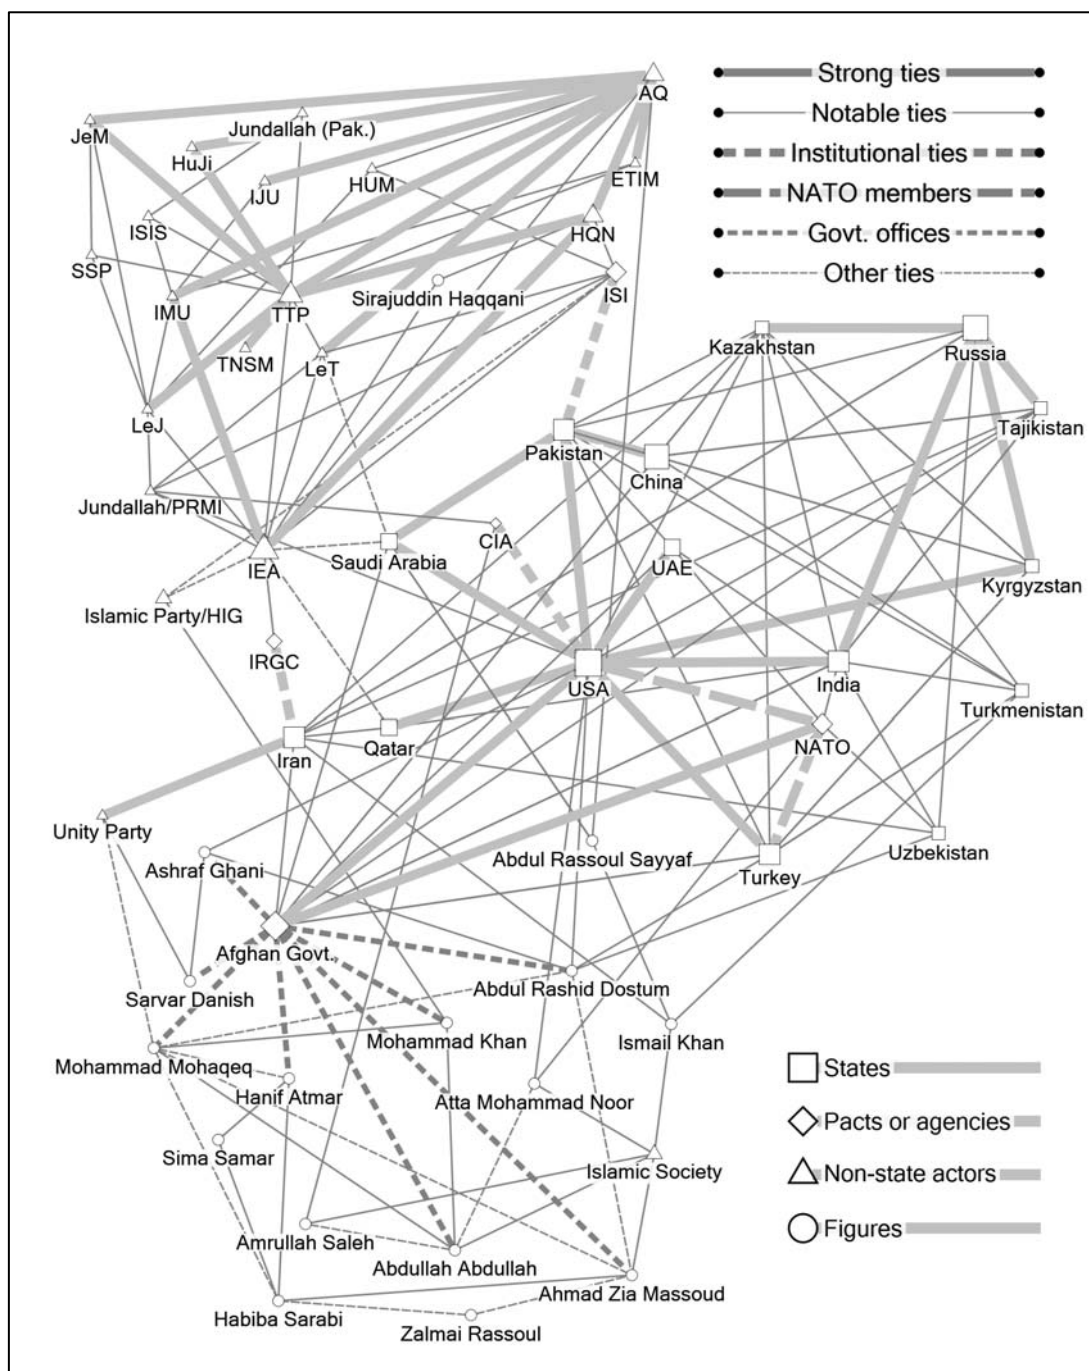 AQ
Strong ties
JeM
Jundallah (Pak.)
Notable ties
HuJi
IJU
HUM
ETIM
Institutional ties
NATO members
ISIS
HQN
Govt. offices
SSP
Sirajuddin Haqqani
ISI
Other ties
IMU
TTP
TNSM
LeT
Kazakhstan
Russia
LeJ
Pakistan
China
Tajikistan
Jundallah/PRMI
CIA
IEA
Saudi Arabia
UAE
Kyrgyzstan
Islamic Party/HIG
IRGC
USA
India
Turkmenistan
Iran
Qatar
NATO
Unity Party
Ashraf Ghani
Abdul Rassoul Sayyaf
Turkey
Uzbekistan
Afghan Govt.
Sarvar Danish
Abdul Rashid Dostum
Mohammad Khan
Ismail Khan
Mohammad Mohaqeq
Hanif Atmar
Atta Mohammad Noor
States
Pacts or agencies
Sima Samar
Islamic Society
Non-state actors
Figures
Amrullah Saleh
Abdullah Abdullah
Ahmad Zia Massoud
Habiba Sarabi
Zalmai Rassoul